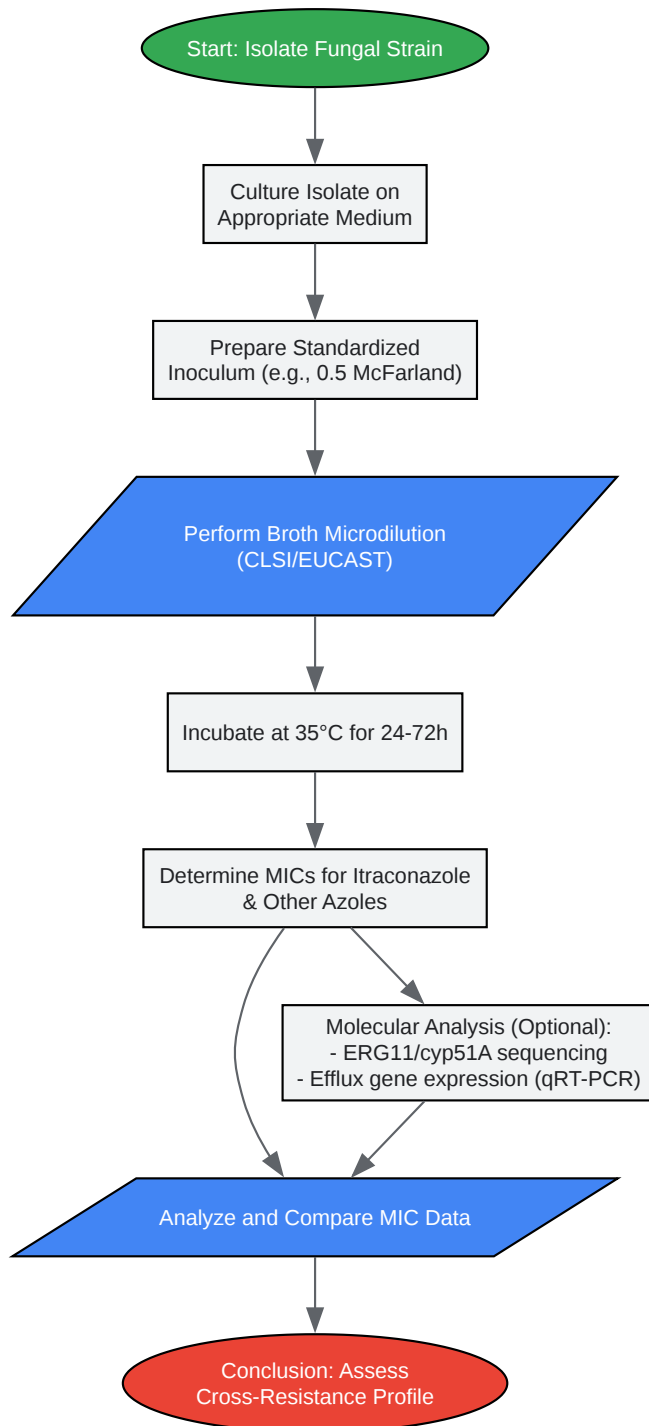 Start: Isolate Fungal Strain
Culture Isolate on
Appropriate Medium
Prepare Standardized
Inoculum (e.g., 0.5 McFarland)
Perform Broth Microdilution
(CLSI/EUCAST)
Incubate at 35°C for 24-72h
Determine MICs for Itraconazole
& Other Azoles
Molecular Analysis (Optional):
- ERG11/cyp51A sequencing
- Efflux gene expression (qRT-PCR)
Analyze and Compare MIC Data
Conclusion: Assess
Cross-Resistance Profile